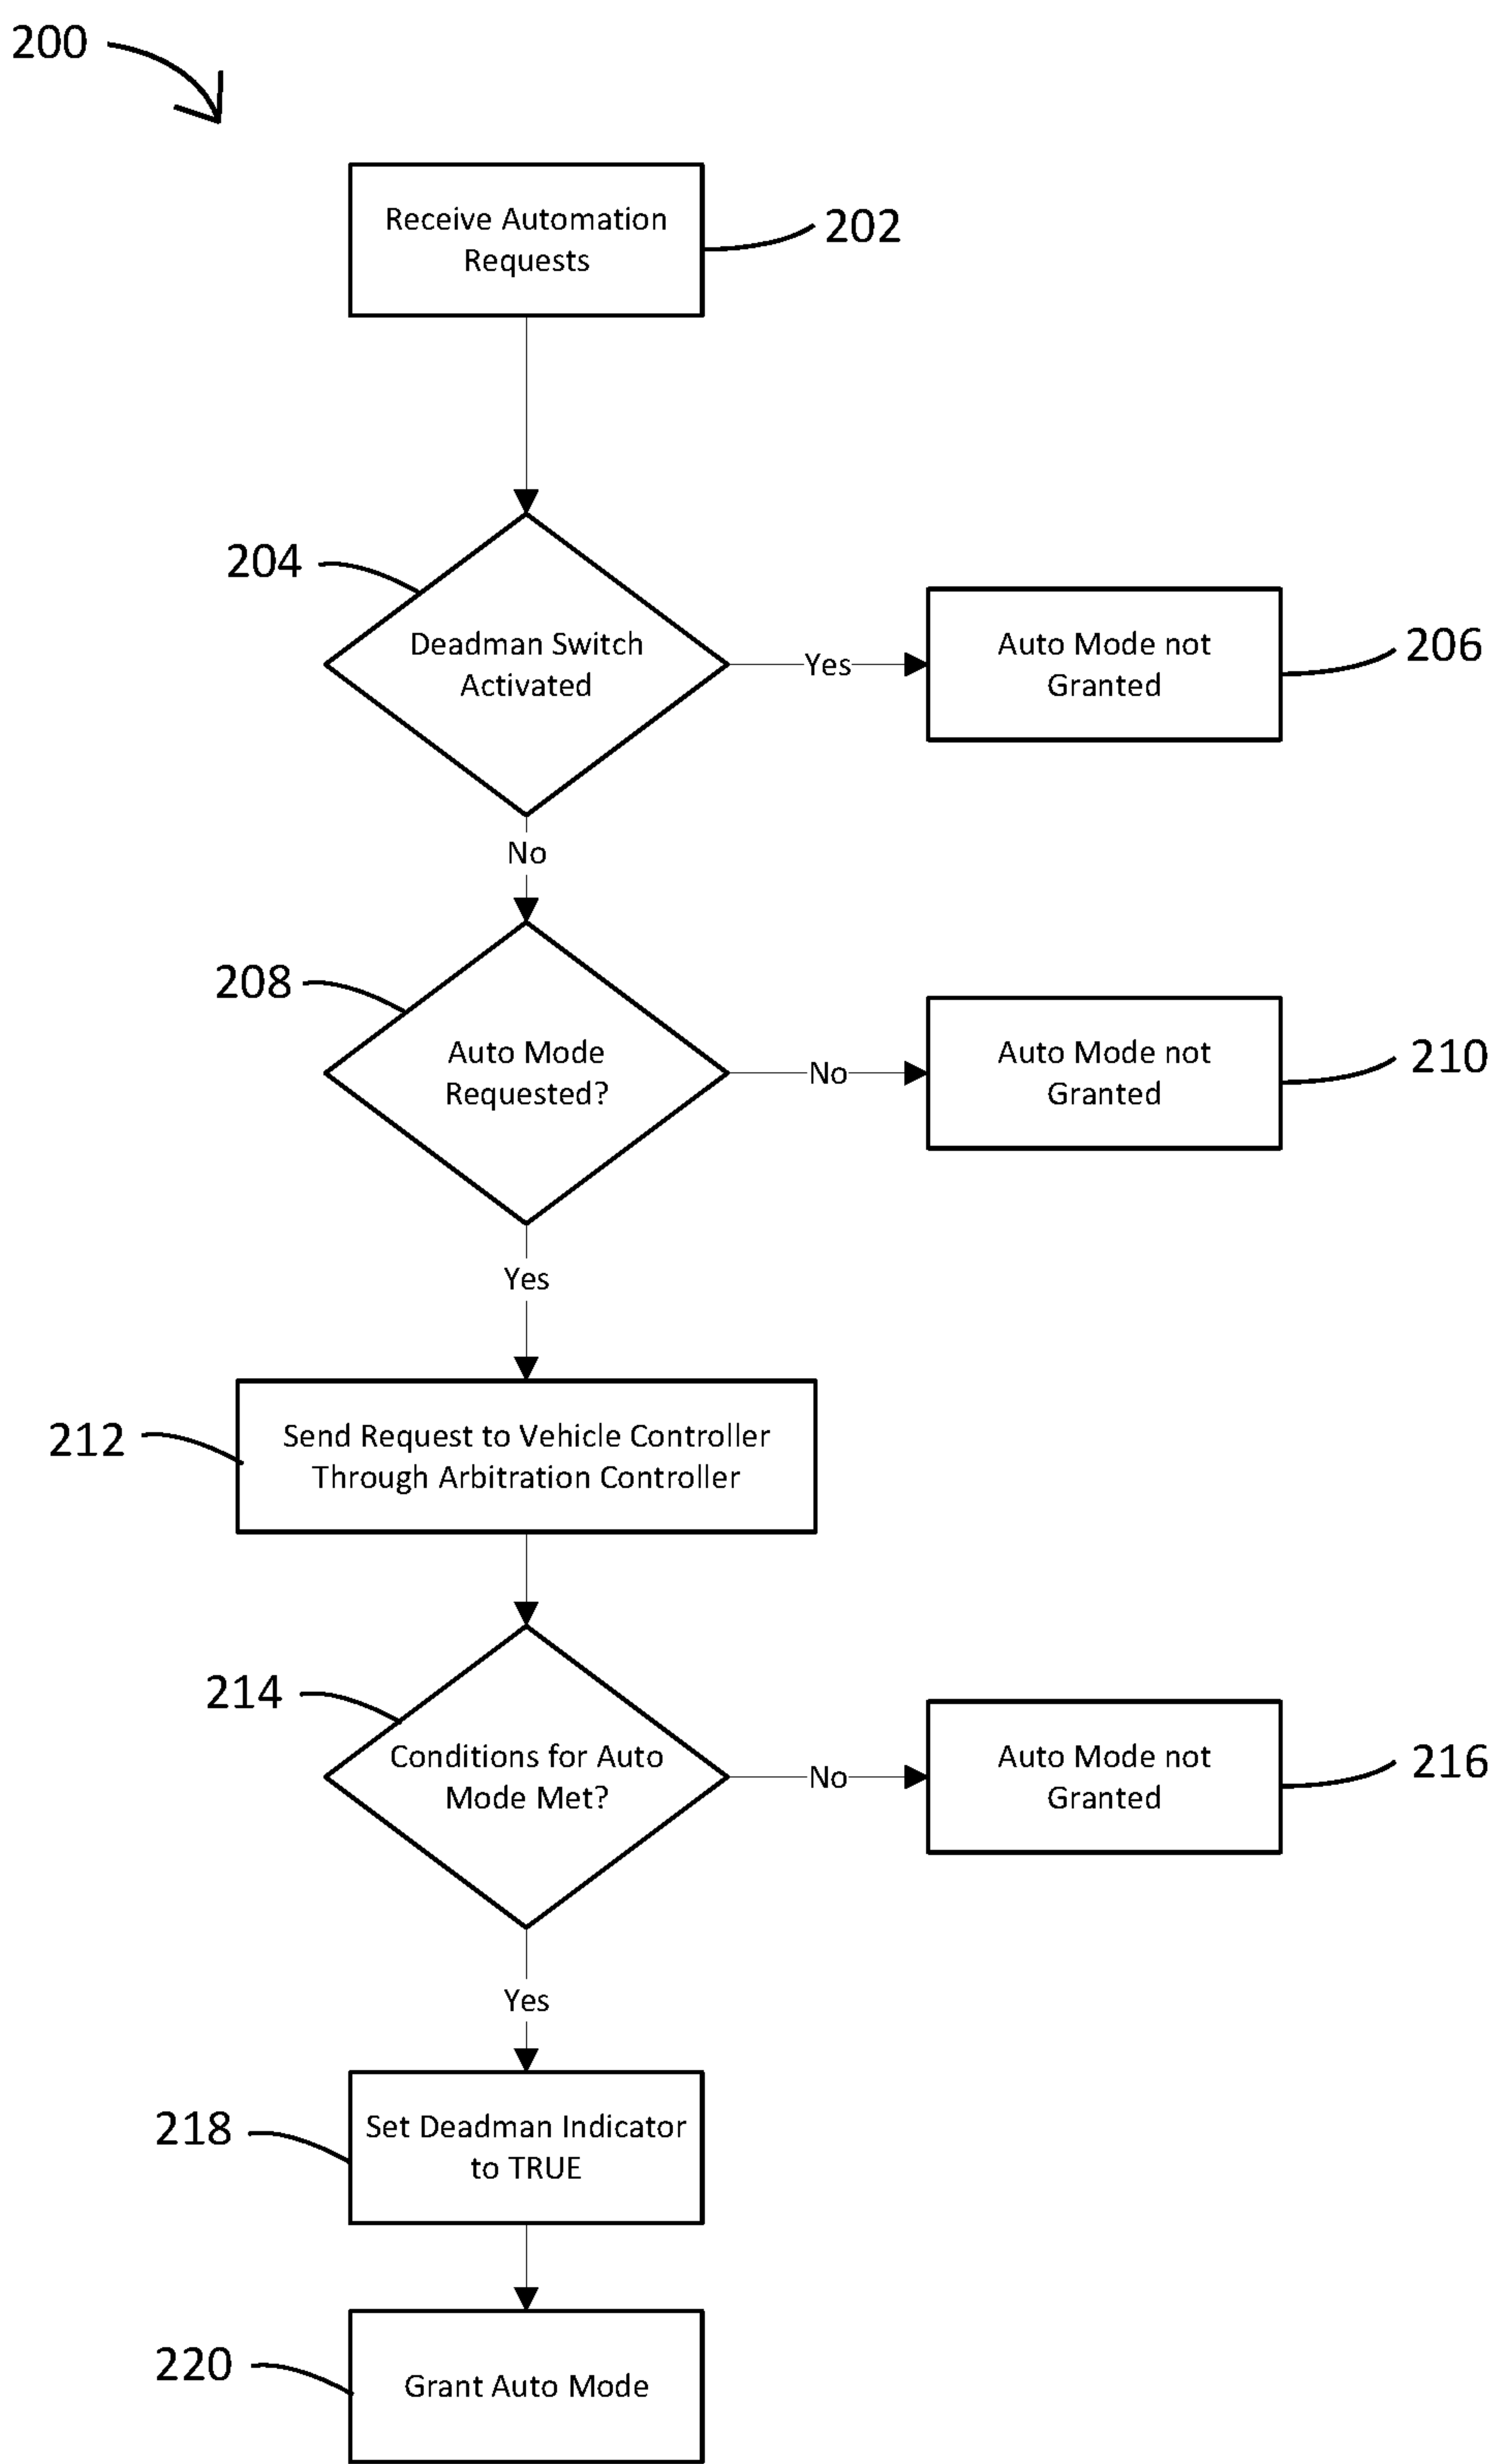 200
Receive Automation
Requests
202
204
Deadman Switch
Activated
Yes
Auto Mode not
Granted
206
No
208
Auto Mode
Requested?
No
Auto Mode not
Granted
210
Yes
212
Send Request to Vehicle Controller
Through Arbitration Controller
214
Conditions for Auto
Mode Met?
No
Auto Mode not
Granted
216
Yes
218
Set Deadman Indicator
to TRUE
220
Grant Auto Mode